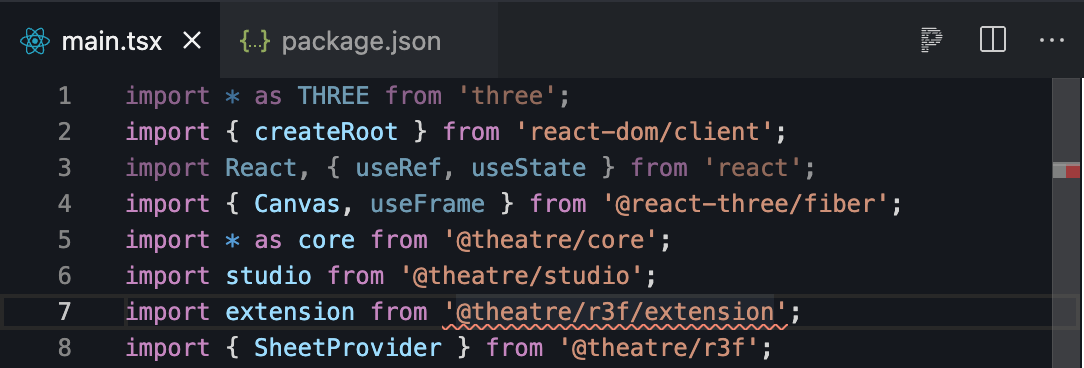 main.tsx × {..} package.json
1 import * as THREE from 'three';
2 import { createRoot } from 'react-dom/client';
3 import React, { useRef, useState } from 'react';
4 import { Canvas, useFrame } from '@react-three/fiber';
5 import * as core from '@theatre/core';
6 import studio from '@theatre/studio';
7 import extension from '@theatre/r3f/extension';
8 import { SheetProvider } from '@theatre/r3f';